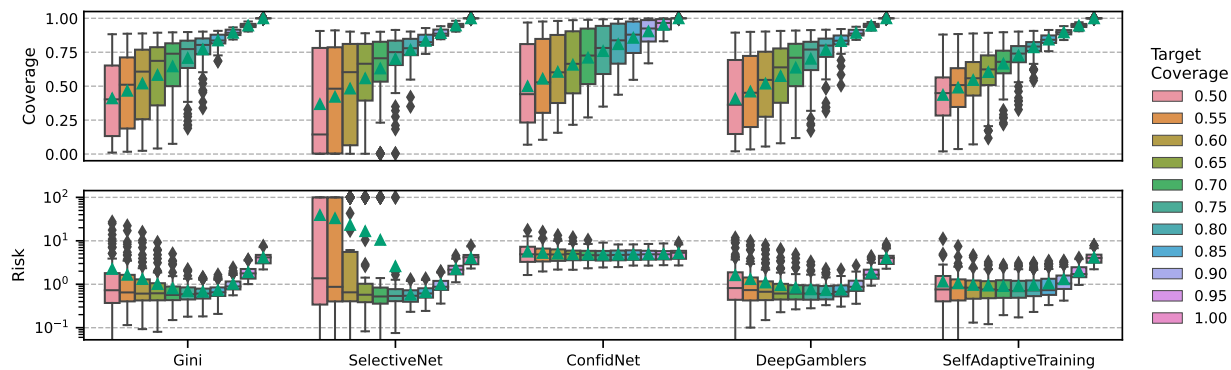 Coverage
1.00
0.75
0.50
0.25
0.00
Risk
10²
10¹
10⁰
10⁻¹
Gini
SelectiveNet
ConfidNet
DeepGamblers
SelfAdaptiveTraining
Target
Coverage
0.50
0.55
0.60
0.65
0.70
0.75
0.80
0.85
0.90
0.95
1.00